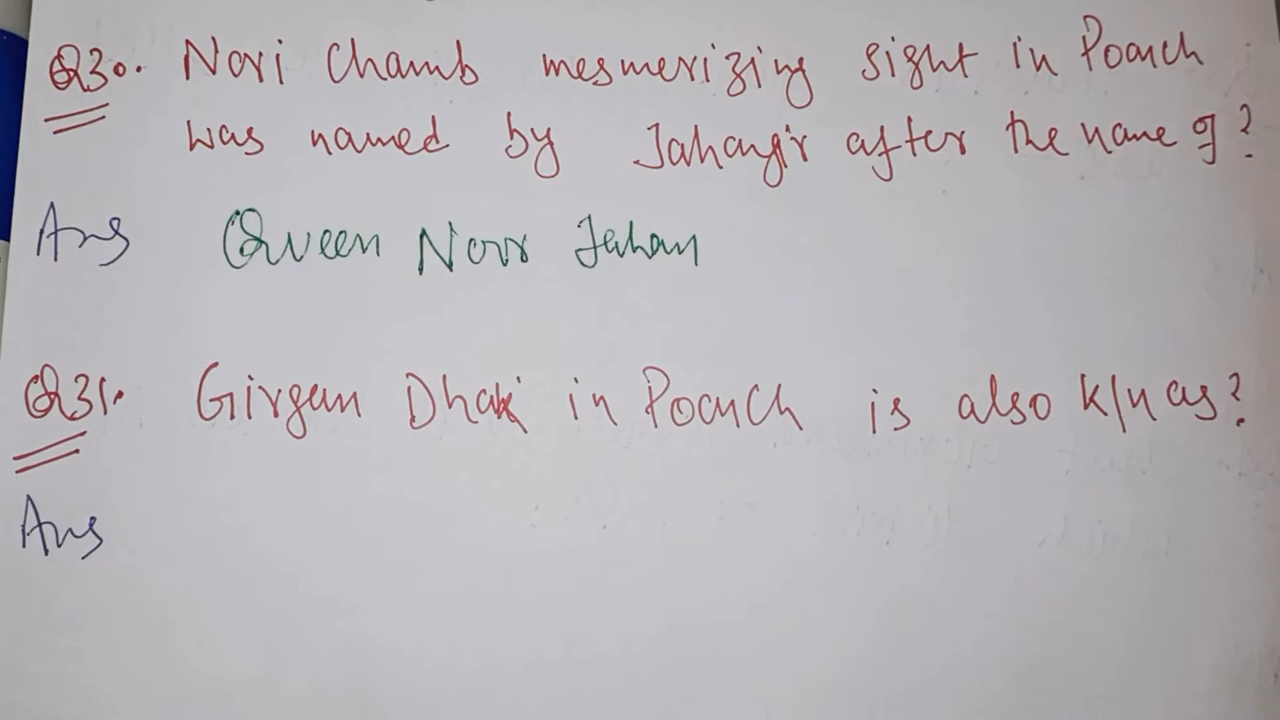 Q30. Nori Chamb mesmerizing sight in Poonch
was named by Jahangir after the name of?
Ans Queen Noor Jahan
Q31. Girgan Dhok in Poonch is also k/n as?
Ans